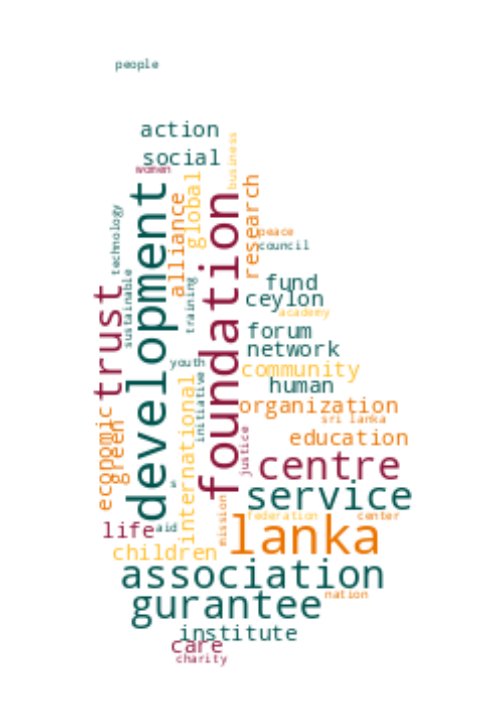 people
action
social
women
business
development
foundation
global
alliance
research
technology
peace
council
sustainable
training
fund
ceylon
academy
trust
forum
network
youth
community
initiative
international
human
organization
economic
green
sri lanka
justice
education
centre
service
mission
federation
center
life
aid
lanka
children
association
gurantee
nation
institute
care
charity